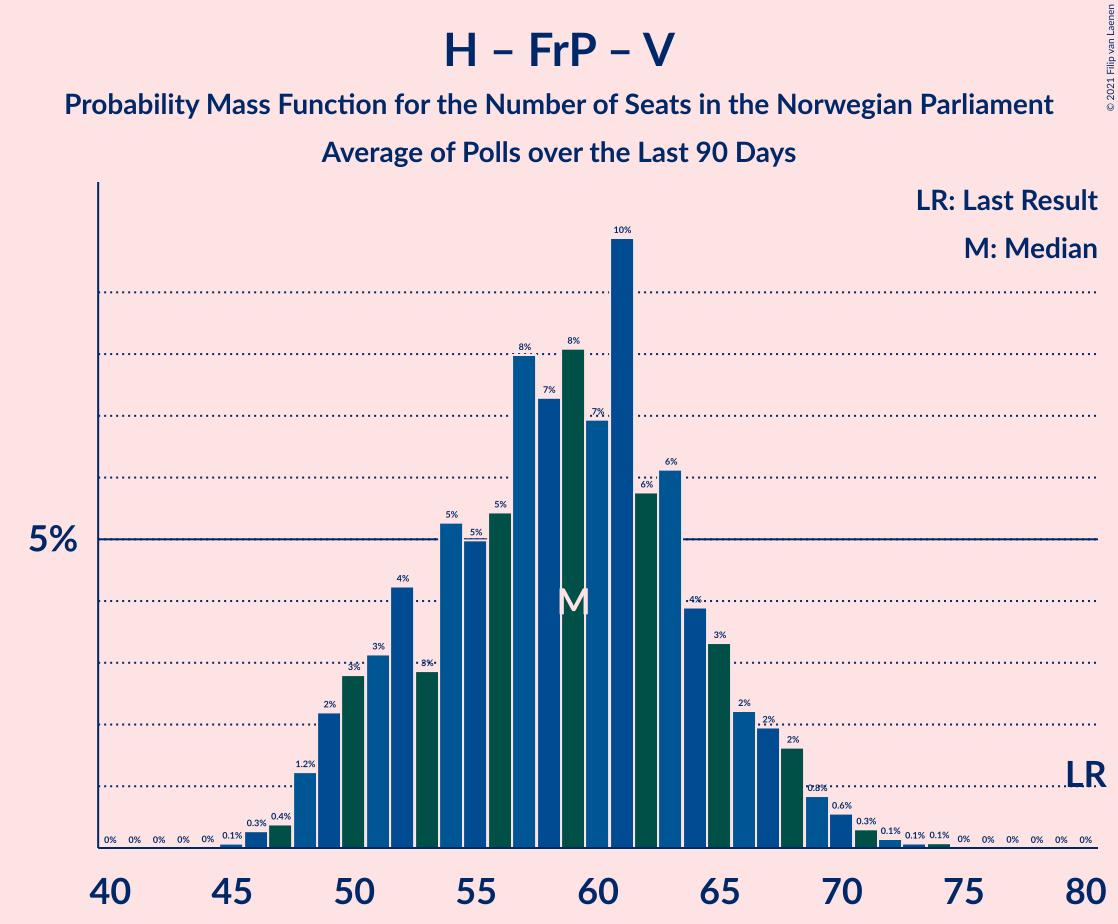 © 2021 Filip van Laenen
H – FrP – V
Probability Mass Function for the Number of Seats in the Norwegian Parliament
Average of Polls over the Last 90 Days
LR: Last Result
M: Median
5%
0% 0% 0% 0% 0% 0.1% 0.3% 0.4% 1.2% 2% 3% 3% 4% 3% 5% 5% 5% 8% 7% 8% 7% 10% 6% 6% 4% 3% 2% 2% 2% 0.8% 0.6% 0.3% 0.1% 0.1% 0.1% 0% 0% 0% 0% 0% 0%
M
LR
40 45 50 55 60 65 70 75 80